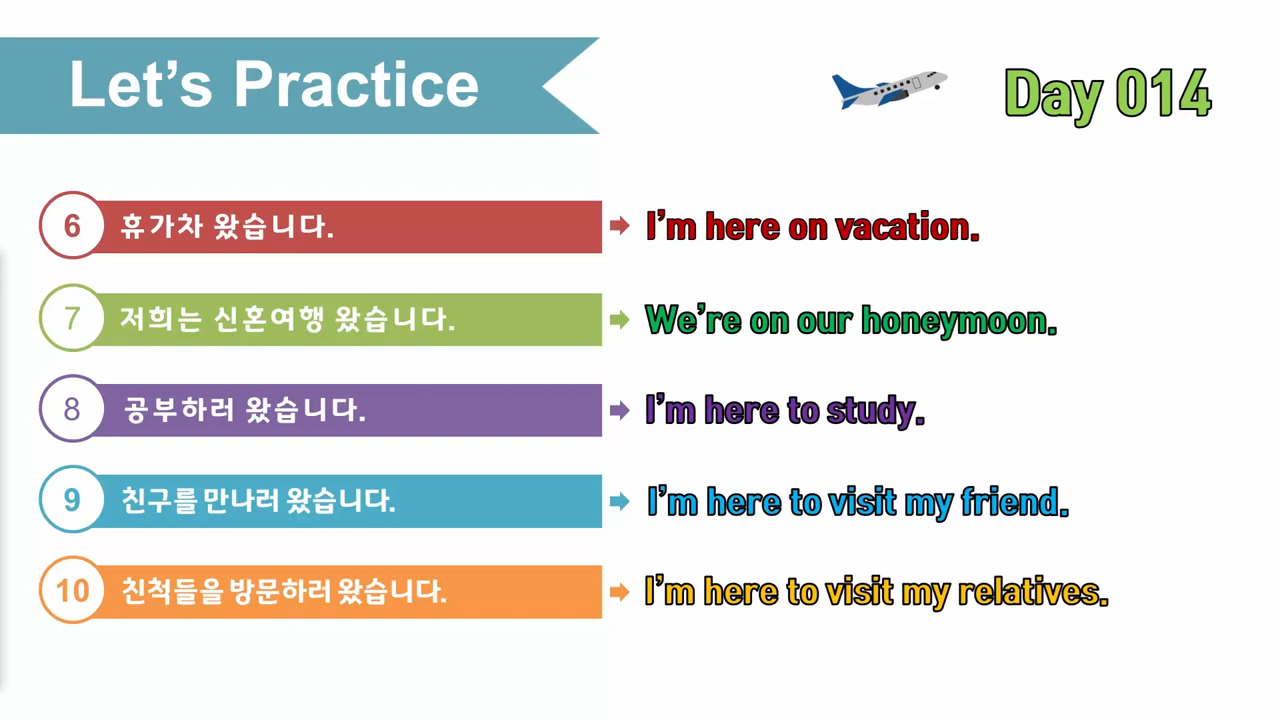 Let's Practice
Day 014
6 휴가차 왔습니다. I'm here on vacation.
7 저희는 신혼여행 왔습니다. We're on our honeymoon.
8 공부하러 왔습니다. I'm here to study.
9 친구를 만나러 왔습니다. I'm here to visit my friend.
10 친척들을 방문하러 왔습니다. I'm here to visit my relatives.